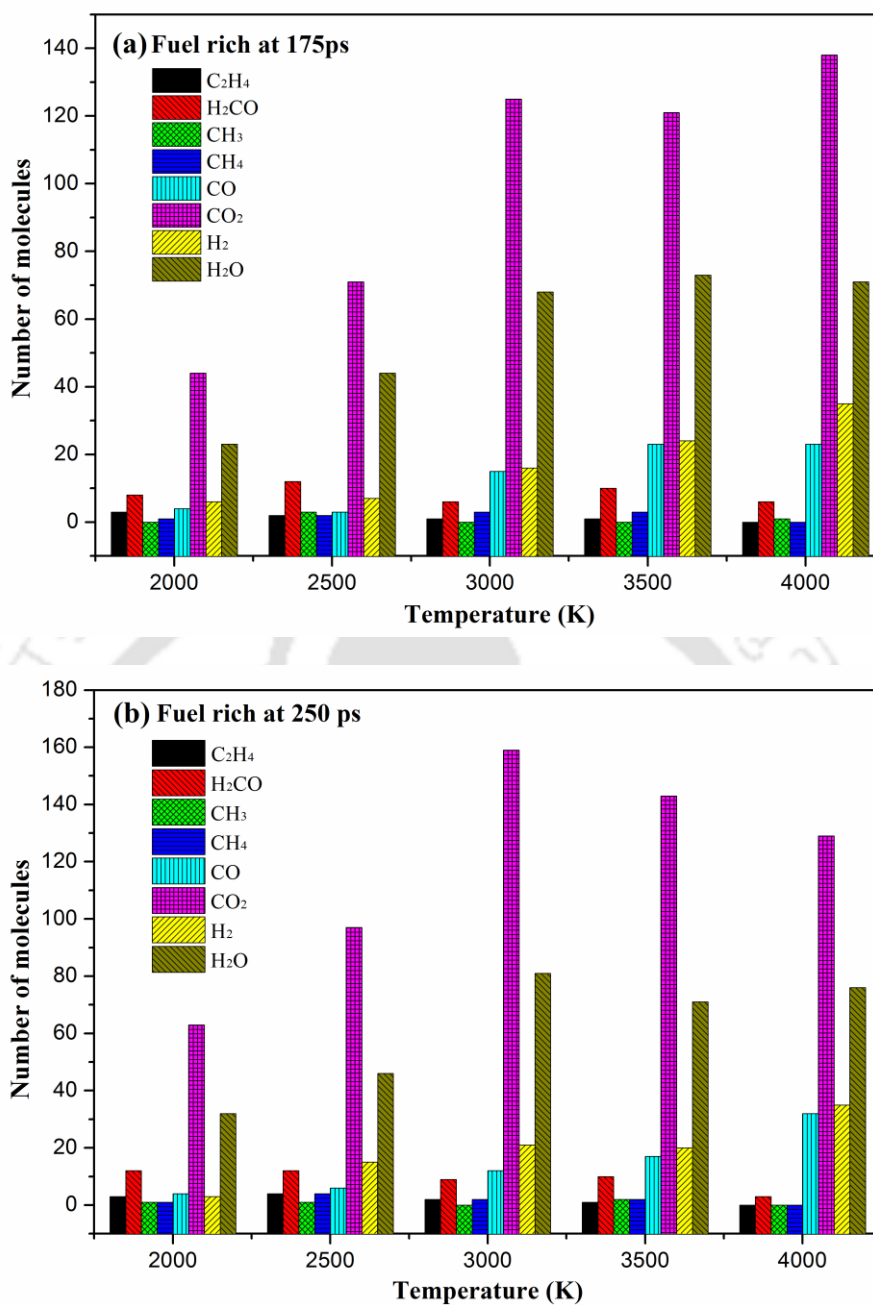 (a) Fuel rich at 175ps
C₂H₄
H₂CO
CH₃
CH₄
CO
CO₂
H₂
H₂O
140
120
100
80
60
40
20
0
Number of molecules
2000 2500 3000 3500 4000
Temperature (K)
(b) Fuel rich at 250 ps
C₂H₄
H₂CO
CH₃
CH₄
CO
CO₂
H₂
H₂O
180
160
140
120
100
80
60
40
20
0
Number of molecules
2000 2500 3000 3500 4000
Temperature (K)